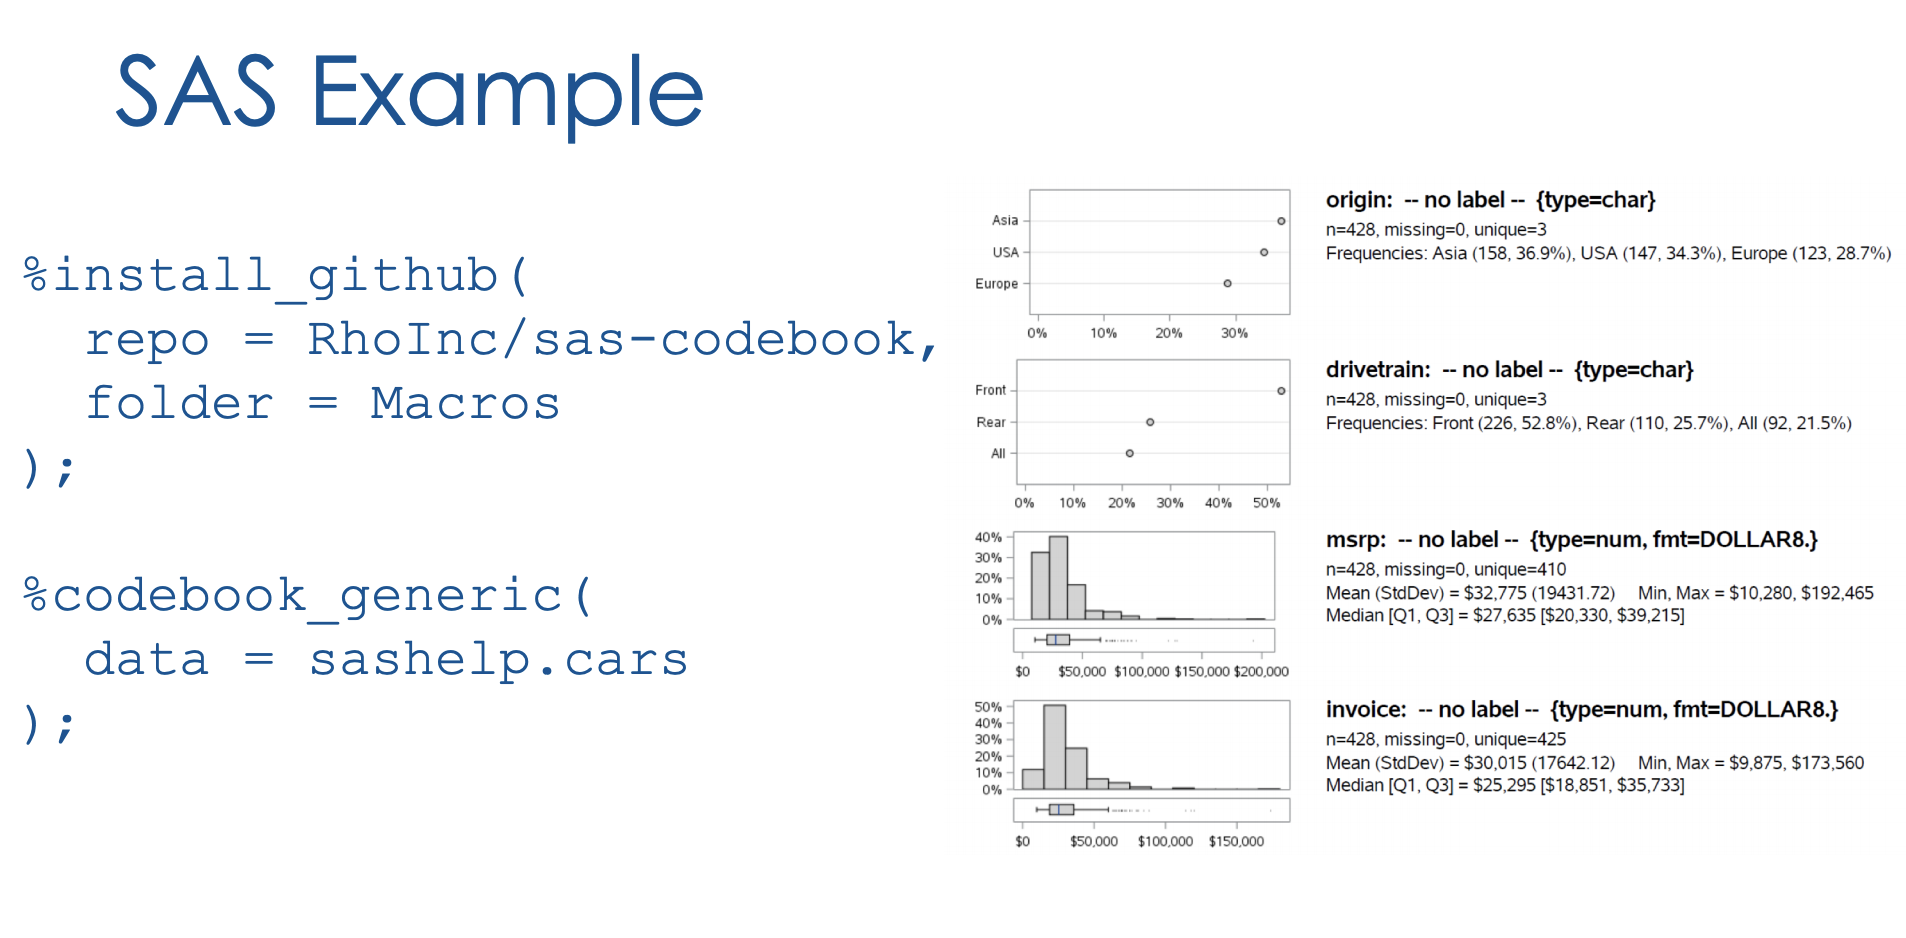 SAS Example
%install_github(
  repo = RhoInc/sas-codebook,
  folder = Macros
);
%codebook_generic(
  data = sashelp.cars
);
Asia
USA
Europe
0% 10% 20% 30%
origin: -- no label -- {type=char}
n=428, missing=0, unique=3
Frequencies: Asia (158, 36.9%), USA (147, 34.3%), Europe (123, 28.7%)
Front
Rear
All
0% 10% 20% 30% 40% 50%
drivetrain: -- no label -- {type=char}
n=428, missing=0, unique=3
Frequencies: Front (226, 52.8%), Rear (110, 25.7%), All (92, 21.5%)
40%
30%
20%
10%
0%
$0 $50,000 $100,000 $150,000 $200,000
msrp: -- no label -- {type=num, fmt=DOLLAR8.}
n=428, missing=0, unique=410
Mean (StdDev) = $32,775 (19431.72) Min, Max = $10,280, $192,465
Median [Q1, Q3] = $27,635 [$20,330, $39,215]
50%
40%
30%
20%
10%
0%
$0 $50,000 $100,000 $150,000
invoice: -- no label -- {type=num, fmt=DOLLAR8.}
n=428, missing=0, unique=425
Mean (StdDev) = $30,015 (17642.12) Min, Max = $9,875, $173,560
Median [Q1, Q3] = $25,295 [$18,851, $35,733]